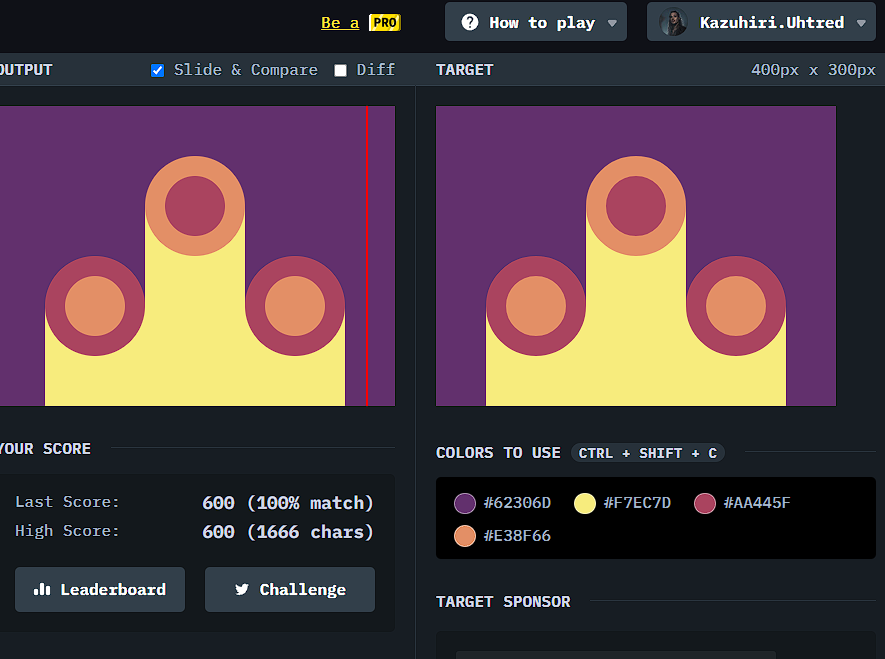 Be a PRO
How to play
Kazuhiri.Uhtred
OUTPUT
Slide & Compare
Diff
TARGET
400px x 300px
YOUR SCORE
Last Score: 600 (100% match)
High Score: 600 (1666 chars)
Leaderboard
Challenge
COLORS TO USE CTRL + SHIFT + C
#62306D #F7EC7D #AA445F
#E38F66
TARGET SPONSOR